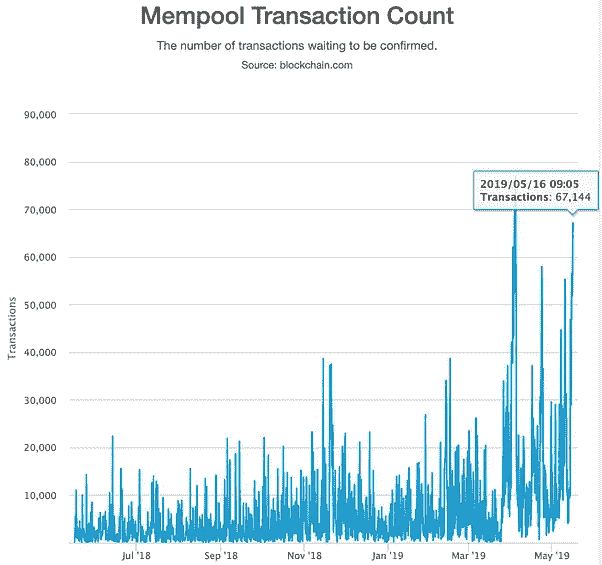 Mempool Transaction Count
The number of transactions waiting to be confirmed.
Source: blockchain.com
90,000
80,000
2019/05/16 09:05
Transactions: 67,144
70,000
60,000
50,000
40,000
30,000
20,000
10,000
Transactions
Jul '18
Sep '18
Nov '18
Jan '19
Mar '19
May '19